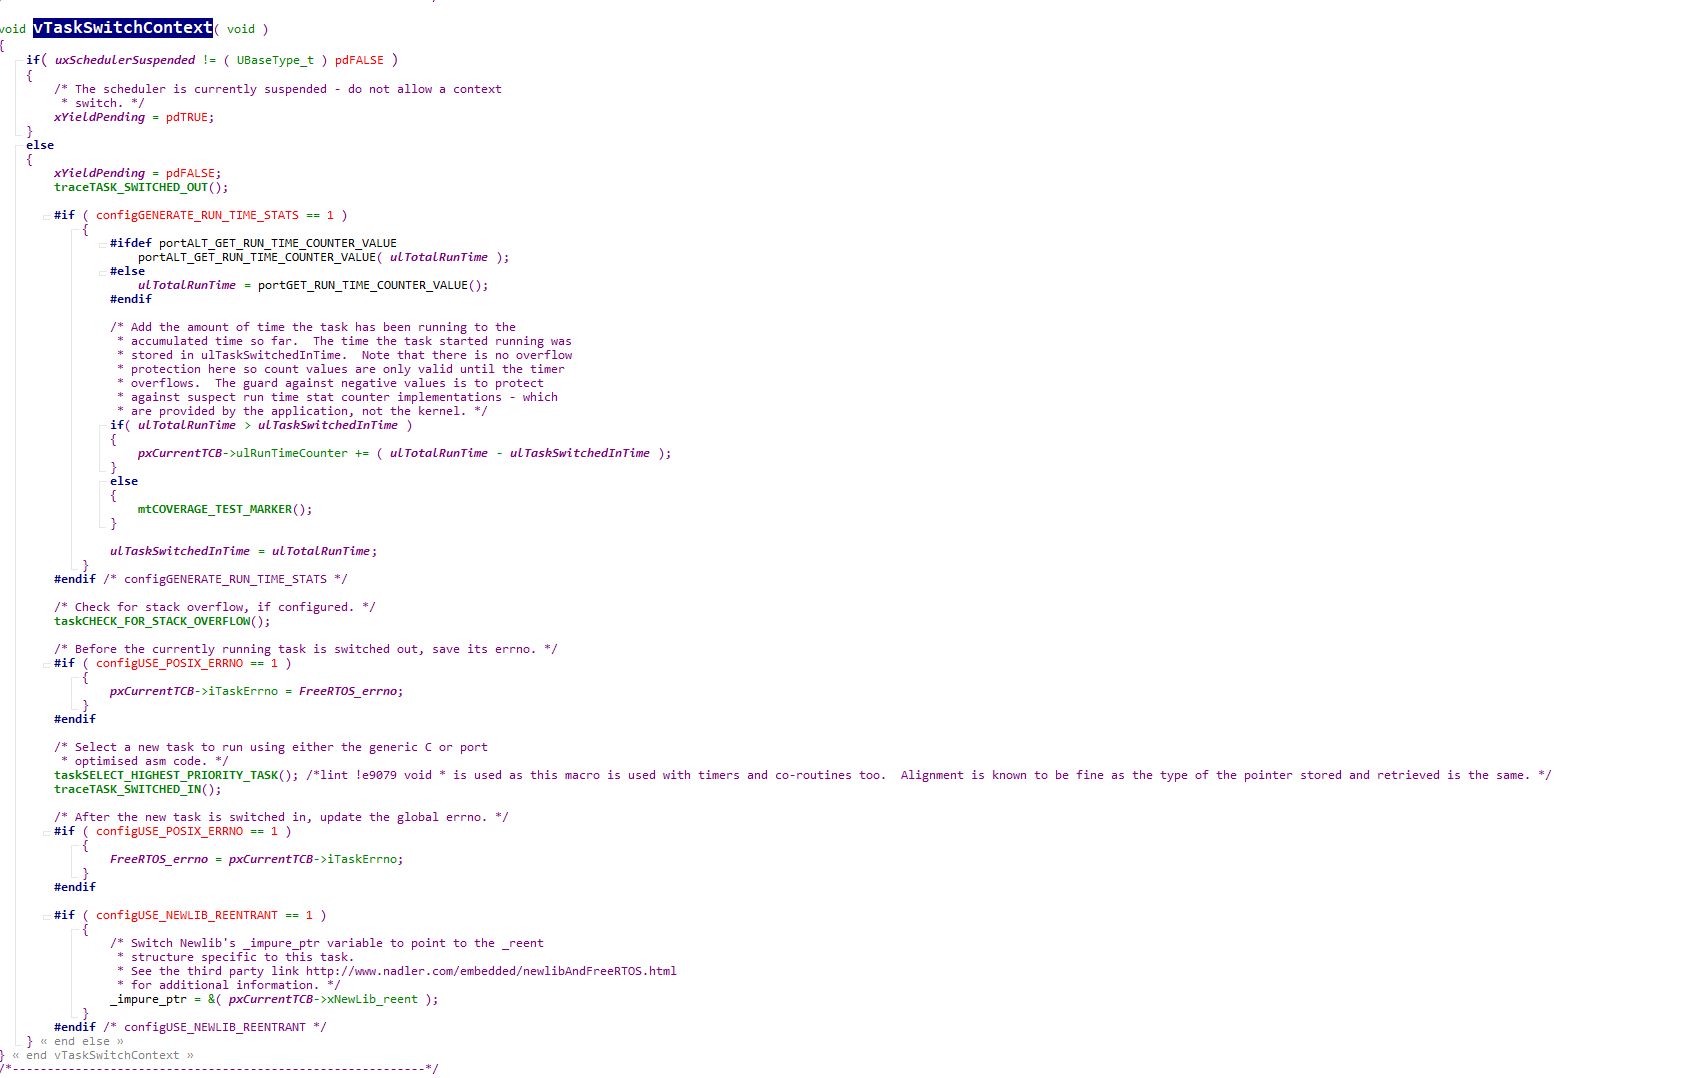 void vTaskSwitchContext( void )
{
if( uxSchedulerSuspended != ( UBaseType_t ) pdFALSE )
{
/* The scheduler is currently suspended - do not allow a context
* switch. */
xYieldPending = pdTRUE;
}
else
{
xYieldPending = pdFALSE;
traceTASK_SWITCHED_OUT();
#if ( configGENERATE_RUN_TIME_STATS == 1 )
{
#ifdef portALT_GET_RUN_TIME_COUNTER_VALUE
portALT_GET_RUN_TIME_COUNTER_VALUE( ulTotalRunTime );
#else
ulTotalRunTime = portGET_RUN_TIME_COUNTER_VALUE();
#endif
/* Add the amount of time the task has been running to the
* accumulated time so far.  The time the task started running was
* stored in ulTaskSwitchedInTime.  Note that there is no overflow
* protection here so count values are only valid until the timer
* overflows.  The guard against negative values is to protect
* against suspect run time stat counter implementations - which
* are provided by the application, not the kernel. */
if( ulTotalRunTime > ulTaskSwitchedInTime )
{
pxCurrentTCB->ulRunTimeCounter += ( ulTotalRunTime - ulTaskSwitchedInTime );
}
else
{
mtCOVERAGE_TEST_MARKER();
}
ulTaskSwitchedInTime = ulTotalRunTime;
}
#endif /* configGENERATE_RUN_TIME_STATS */
/* Check for stack overflow, if configured. */
taskCHECK_FOR_STACK_OVERFLOW();
/* Before the currently running task is switched out, save its errno. */
#if ( configUSE_POSIX_ERRNO == 1 )
{
pxCurrentTCB->iTaskErrno = FreeRTOS_errno;
}
#endif
/* Select a new task to run using either the generic C or port
* optimised asm code. */
taskSELECT_HIGHEST_PRIORITY_TASK(); /*lint !e9079 void * is used as this macro is used with timers and co-routines too.  Alignment is known to be fine as the type of the pointer stored and retrieved is the same. */
traceTASK_SWITCHED_IN();
/* After the new task is switched in, update the global errno. */
#if ( configUSE_POSIX_ERRNO == 1 )
{
FreeRTOS_errno = pxCurrentTCB->iTaskErrno;
}
#endif
#if ( configUSE_NEWLIB_REENTRANT == 1 )
{
/* Switch Newlib's _impure_ptr variable to point to the _reent
* structure specific to this task.
* See the third party link http://www.nadler.com/embedded/newlibAndFreeRTOS.html
* for additional information. */
_impure_ptr = &( pxCurrentTCB->xNewLib_reent );
}
#endif /* configUSE_NEWLIB_REENTRANT */
} « end else »
} « end vTaskSwitchContext »
/*-----------------------------------------------------------*/